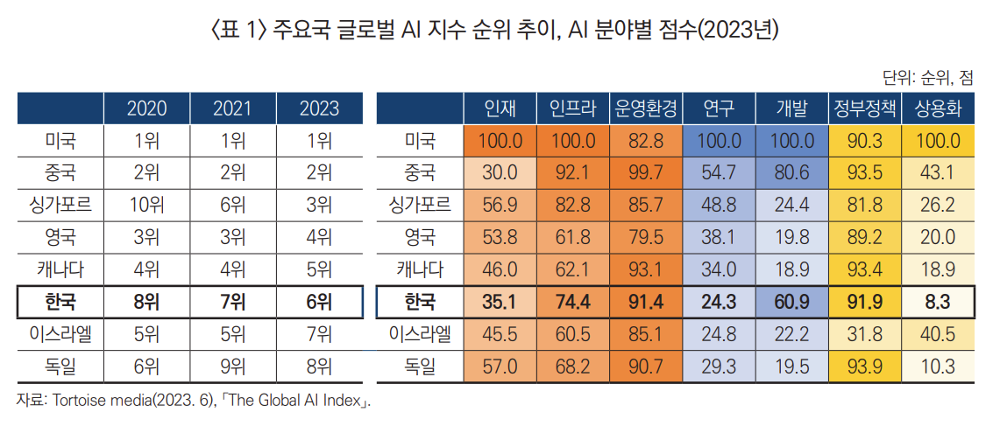 〈표 1〉 주요국 글로벌 AI 지수 순위 추이, AI 분야별 점수(2023년)
단위: 순위, 점
2020 2021 2023
미국 1위 1위 1위
중국 2위 2위 2위
싱가포르 10위 6위 3위
영국 3위 3위 4위
캐나다 4위 4위 5위
한국 8위 7위 6위
이스라엘 5위 5위 7위
독일 6위 9위 8위
인재 인프라 운영환경 연구 개발 정부정책 상용화
미국 100.0 100.0 82.8 100.0 100.0 90.3 100.0
중국 30.0 92.1 99.7 54.7 80.6 93.5 43.1
싱가포르 56.9 82.8 85.7 48.8 24.4 81.8 26.2
영국 53.8 61.8 79.5 38.1 19.8 89.2 20.0
캐나다 46.0 62.1 93.1 34.0 18.9 93.4 18.9
한국 35.1 74.4 91.4 24.3 60.9 91.9 8.3
이스라엘 45.5 60.5 85.1 24.8 22.2 31.8 40.5
독일 57.0 68.2 90.7 29.3 19.5 93.9 10.3
자료: Tortoise media(2023. 6), 「The Global AI Index」.